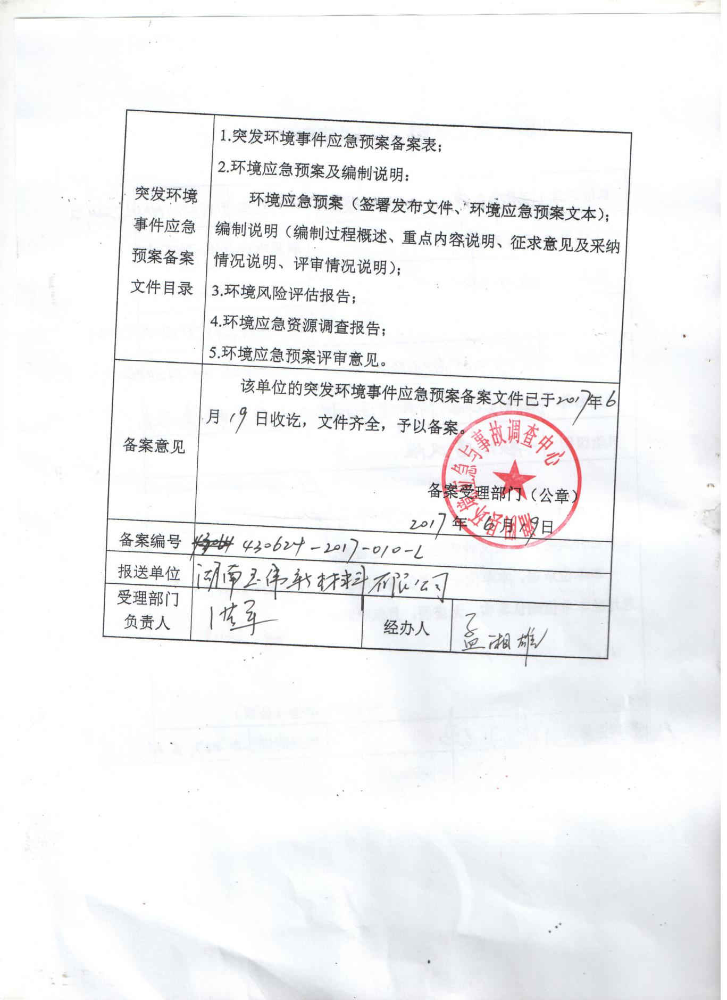 突发环境
事件应急
预案备案
文件目录
1.突发环境事件应急预案备案表；
2.环境应急预案及编制说明：
环境应急预案（签署发布文件、环境应急预案文本）；
编制说明（编制过程概述、重点内容说明、征求意见及采纳
情况说明、评审情况说明）；
3.环境风险评估报告；
4.环境应急资源调查报告；
5.环境应急预案评审意见。
备案意见
该单位的突发环境事件应急预案备案文件已于2017年6
月19日收讫，文件齐全，予以备案。
湘阴县环境应急与事故调查中心
备案受理部门（公章）
2017年 6月19日
备案编号 430624-2017-010-L
报送单位 湖南玉伟新材料有限公司
受理部门
负责人
经办人 孟湘雄